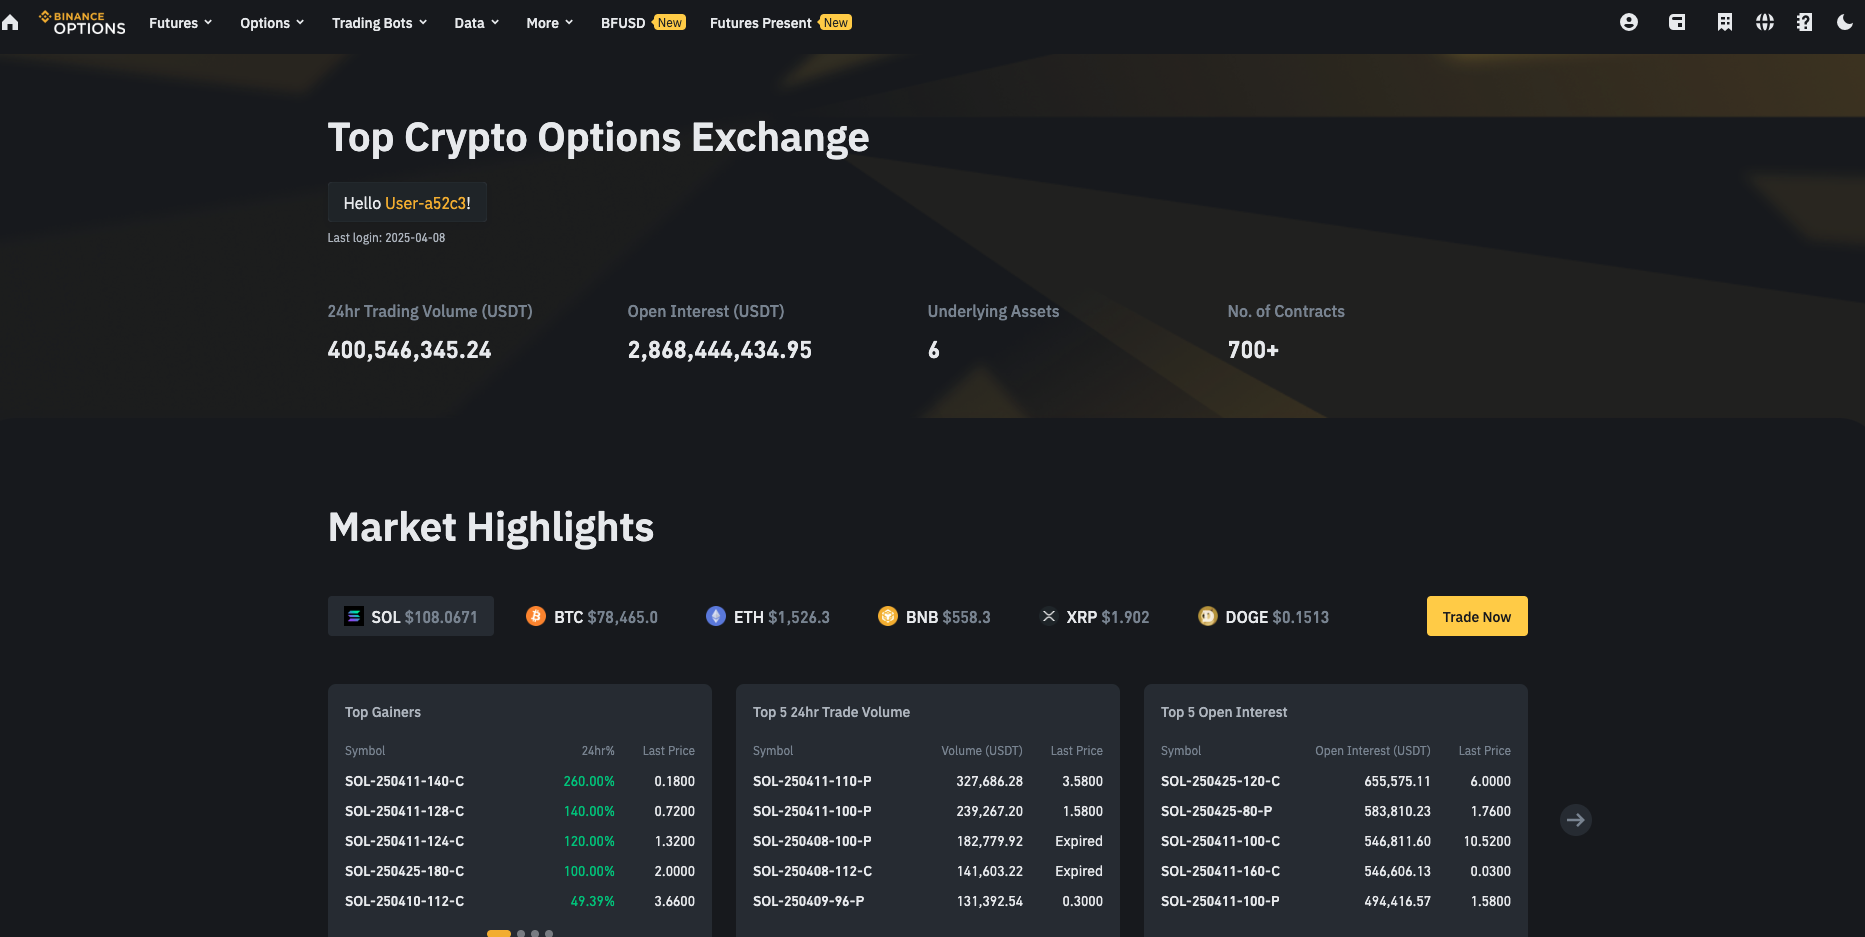 BINANCE OPTIONS Futures Options Trading Bots Data More BFUSD New Futures Present New
Top Crypto Options Exchange
Hello User-a52c3!
Last login: 2025-04-08
24hr Trading Volume (USDT) Open Interest (USDT) Underlying Assets No. of Contracts
400,546,345.24 2,868,444,434.95 6 700+
Market Highlights
SOL $108.0671 BTC $78,465.0 ETH $1,526.3 BNB $558.3 XRP $1.902 DOGE $0.1513 Trade Now
Top Gainers
Symbol 24hr% Last Price
SOL-250411-140-C 260.00% 0.1800
SOL-250411-128-C 140.00% 0.7200
SOL-250411-124-C 120.00% 1.3200
SOL-250425-180-C 100.00% 2.0000
SOL-250410-112-C 49.39% 3.6600
Top 5 24hr Trade Volume
Symbol Volume (USDT) Last Price
SOL-250411-110-P 327,686.28 3.5800
SOL-250411-100-P 239,267.20 1.5800
SOL-250408-100-P 182,779.92 Expired
SOL-250408-112-C 141,603.22 Expired
SOL-250409-96-P 131,392.54 0.3000
Top 5 Open Interest
Symbol Open Interest (USDT) Last Price
SOL-250425-120-C 655,575.11 6.0000
SOL-250425-80-P 583,810.23 1.7600
SOL-250411-100-C 546,811.60 10.5200
SOL-250411-160-C 546,606.13 0.0300
SOL-250411-100-P 494,416.57 1.5800